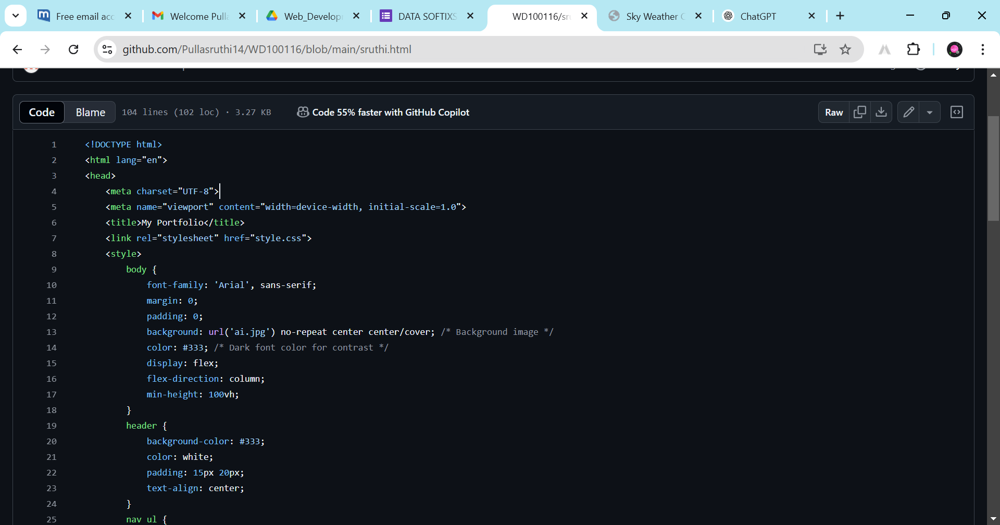 Free email acc
Welcome Pulla
Web_Develop
DATA SOFTIXS
WD100116/sr
Sky Weather C
ChatGPT
github.com/Pullasruthi14/WD100116/blob/main/sruthi.html
Code Blame 104 lines (102 loc) · 3.27 KB Code 55% faster with GitHub Copilot Raw
1 <!DOCTYPE html>
2 <html lang="en">
3 <head>
4 <meta charset="UTF-8">
5 <meta name="viewport" content="width=device-width, initial-scale=1.0">
6 <title>My Portfolio</title>
7 <link rel="stylesheet" href="style.css">
8 <style>
9 body {
10 font-family: 'Arial', sans-serif;
11 margin: 0;
12 padding: 0;
13 background: url('ai.jpg') no-repeat center center/cover; /* Background image */
14 color: #333; /* Dark font color for contrast */
15 display: flex;
16 flex-direction: column;
17 min-height: 100vh;
18 }
19 header {
20 background-color: #333;
21 color: white;
22 padding: 15px 20px;
23 text-align: center;
24 }
25 nav ul {